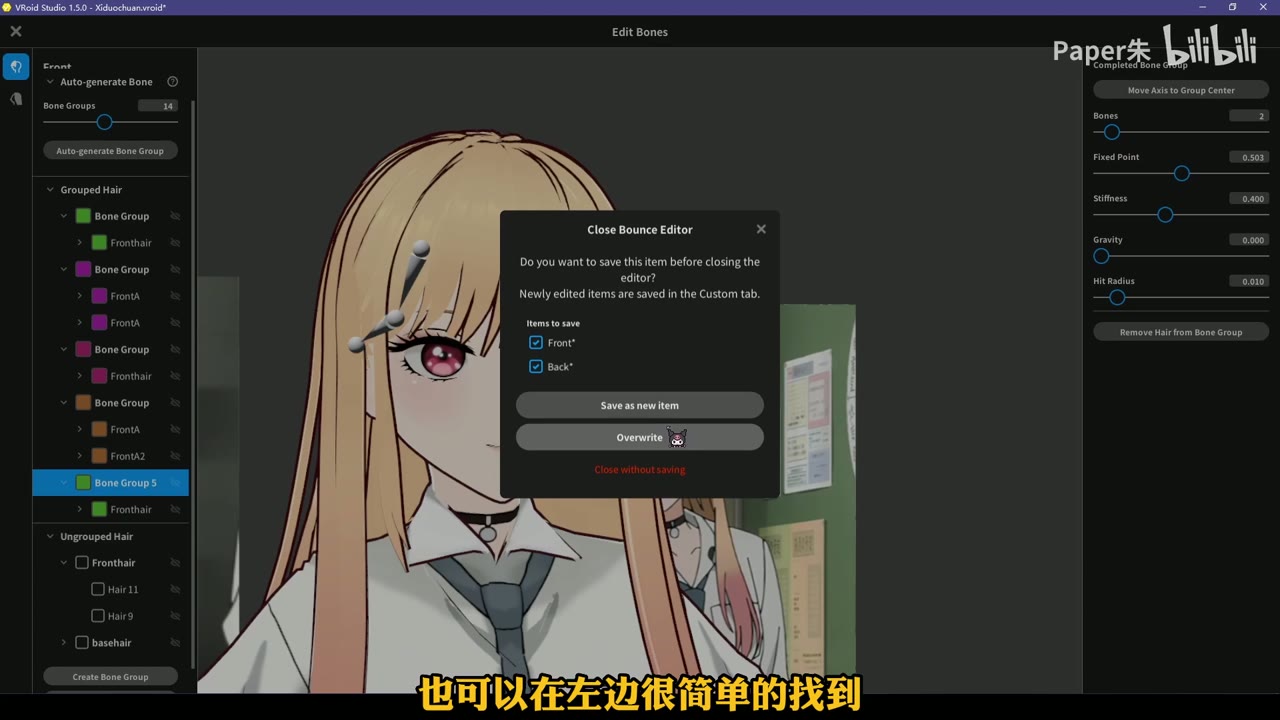 VRoid Studio 1.5.0 - Xiduochuan.vroid*
Edit Bones
Paper朱 bilibili
Front
Auto-generate Bone
Bone Groups 14
Auto-generate Bone Group
Grouped Hair
Bone Group
Fronthair
Bone Group
FrontA
FrontA
Bone Group
Fronthair
Bone Group
FrontA
FrontA2
Bone Group 5
Fronthair
Ungrouped Hair
Fronthair
Hair 11
Hair 9
basehair
Create Bone Group
Close Bounce Editor
Do you want to save this item before closing the
editor?
Newly edited items are saved in the Custom tab.
Items to save
Front*
Back*
Save as new item
Overwrite
Close without saving
Completed Bone Group
Move Axis to Group Center
Bones 2
Fixed Point 0.503
Stiffness 0.400
Gravity 0.000
Hit Radius 0.010
Remove Hair from Bone Group
也可以在左边很简单的找到